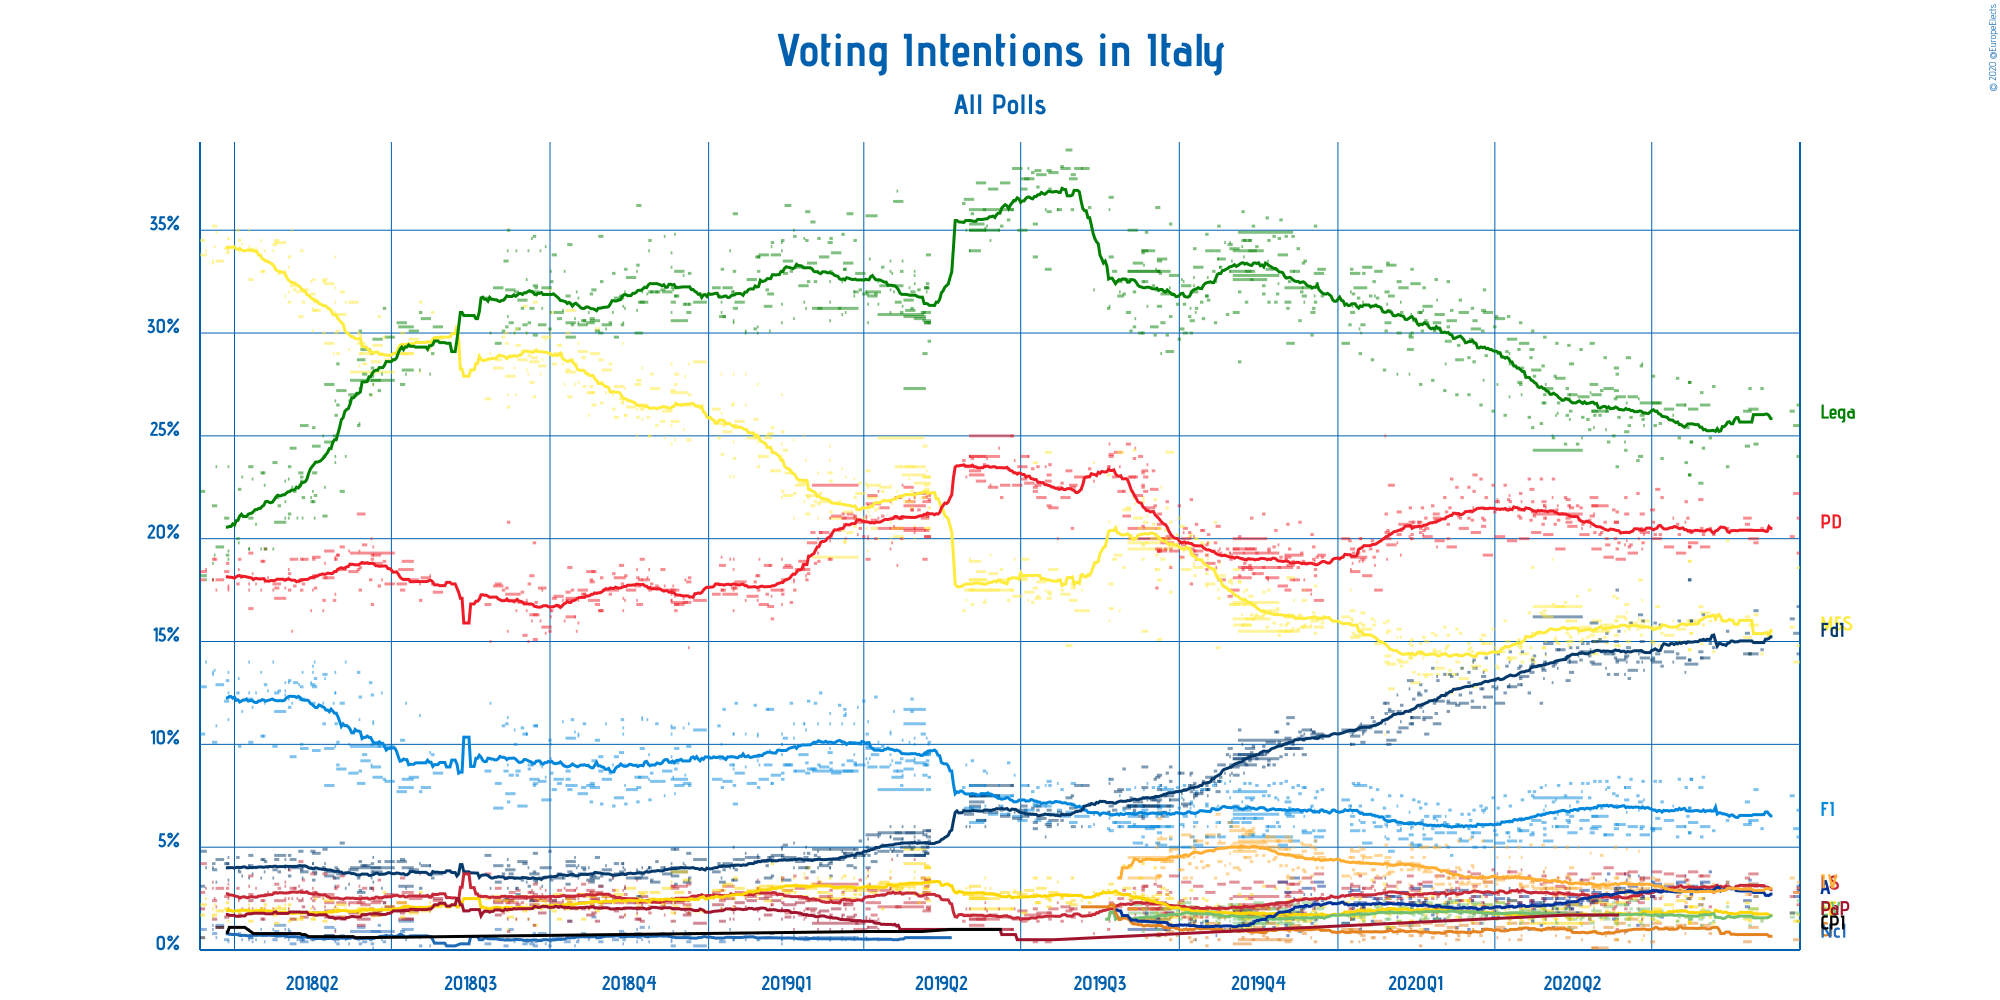 © 2020 @EuropeElects
Voting Intentions in Italy
All Polls
35%
30%
25%
20%
15%
10%
5%
0%
Lega
PD
M5S
FdI
FI
A
PaP
CPI
NcI
2018Q2 2018Q3 2018Q4 2019Q1 2019Q2 2019Q3 2019Q4 2020Q1 2020Q2